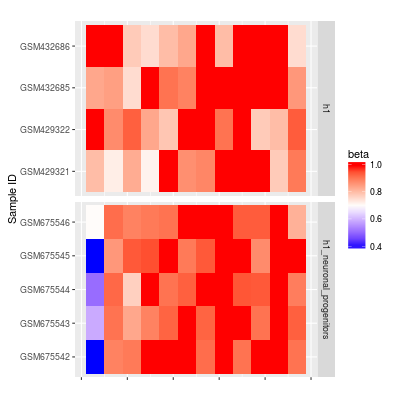 GSM432686
GSM432685
GSM429322
GSM429321
h1
GSM675546
GSM675545
GSM675544
GSM675543
GSM675542
h1_neuronal_progenitors
Sample ID
beta
1.0
0.8
0.6
0.4